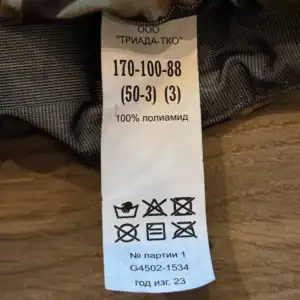 ООО
"ТРИАДА-ТКО"
170-100-88
(50-3) (3)
100% полиамид
№ партии 1
G4502-1534
год изг. 23